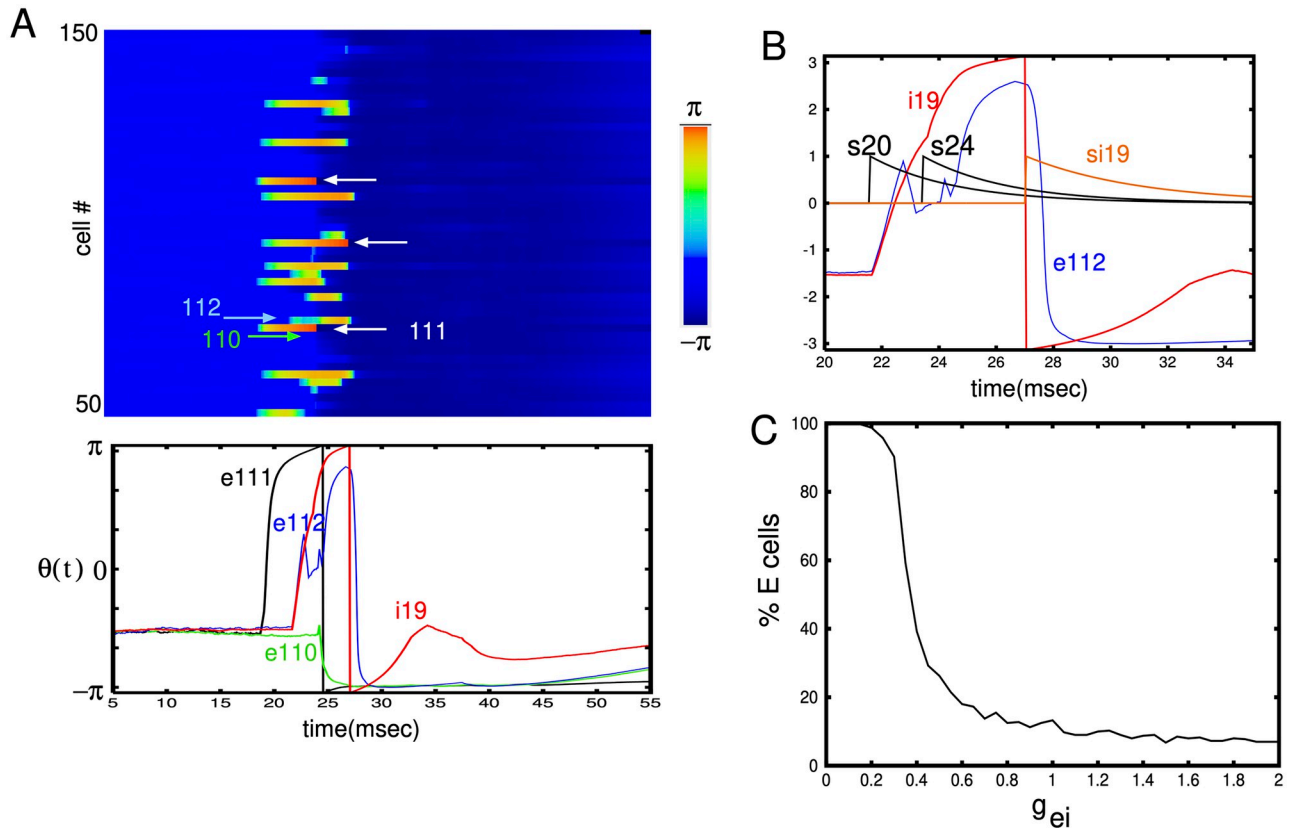 A
150
cell #
50
112
110
111
π
−π
π
θ(t) 0
−π
e111
e112
e110
i19
5 10 15 20 25 30 35 40 45 50 55
time(msec)
B
3
2
1
0
-1
-2
-3
i19
s20 s24 si19
e112
20 22 24 26 28 30 32 34
time(msec)
C
100
80
60
40
20
0
% E cells
0 0.2 0.4 0.6 0.8 1 1.2 1.4 1.6 1.8 2
g ei